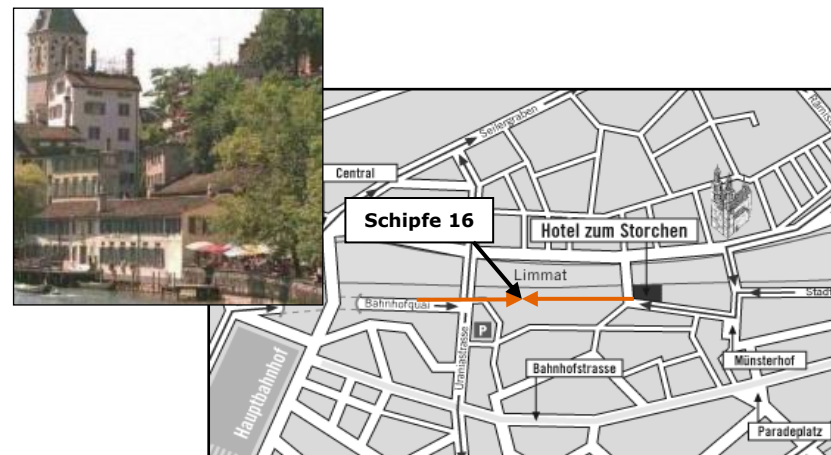 Seilergraben
Central
Schipfe 16
Hotel zum Storchen
Limmat
Bahnhofquai
P
Uraniastrasse
Hauptbahnhof
Bahnhofstrasse
Münsterhof
Paradeplatz